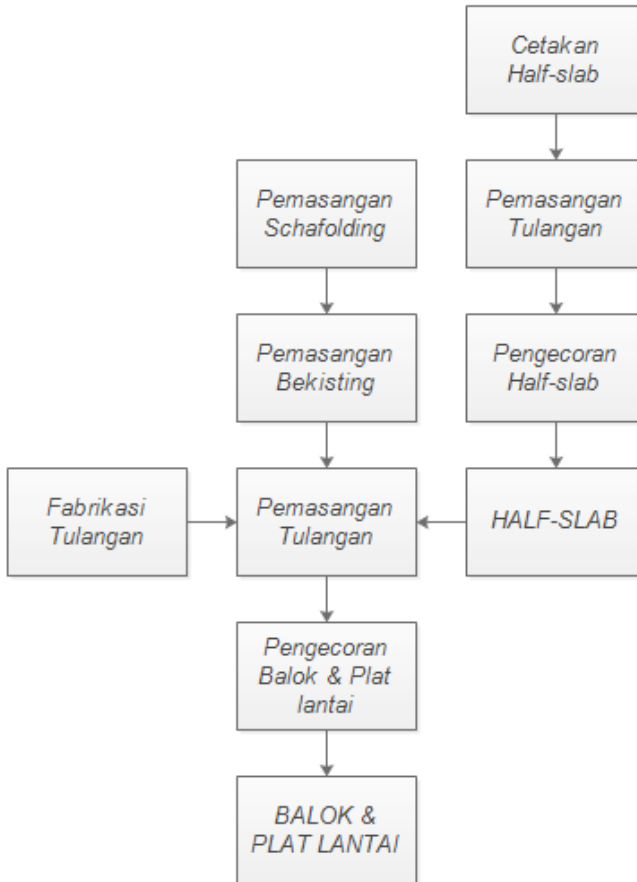 Cetakan
Half-slab
Pemasangan
Schafolding
Pemasangan
Tulangan
Pemasangan
Bekisting
Pengecoran
Half-slab
Fabrikasi
Tulangan
Pemasangan
Tulangan
HALF-SLAB
Pengecoran
Balok & Plat
lantai
BALOK &
PLAT LANTAI